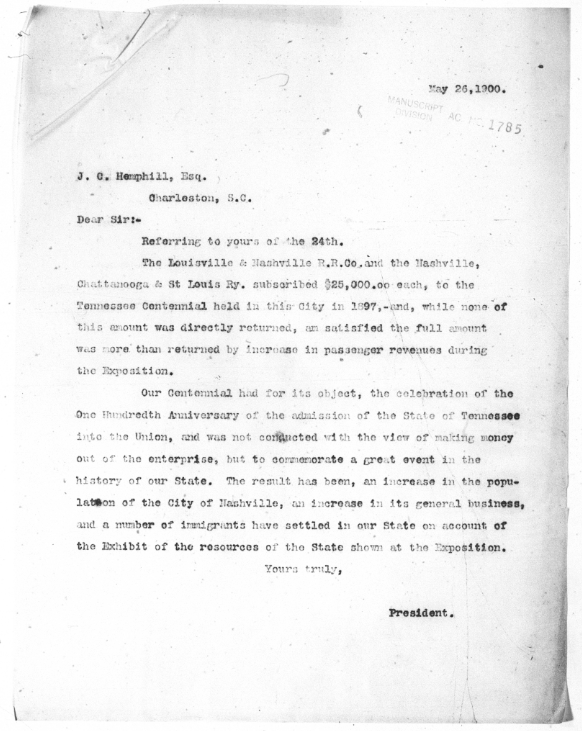 May 26,1900.
MANUSCRIPT
DIVISION
AC.
1785
J. C. Hemphill, Esq.
Charleston, S.C.
Dear Sir:-
Referring to yours of the 24th.
The Louisville & Nashville R.R.Co.and the Nashville,
Chattanooga & St Louis Ry. subscribed $25,000.oo each, to the
Tennessee Centennial held in this City in 1897,-and, while none of
this amount was directly returned, am satisfied the full amount
was more than returned by increase in passenger revenues during
the Exposition.
Our Centennial had for its object, the celebration of the
One Hundredth Anniversary of the admission of the State of Tennessee
into the Union, and was not conducted with the view of making money
out of the enterprise, but to commemorate a great event in the
history of our State. The result has been, an increase in the popu-
lation of the City of Nashville, an increase in its general business,
and a number of immigrants have settled in our State on account of
the Exhibit of the resources of the State shown at the Exposition.
Yours truly,
President.